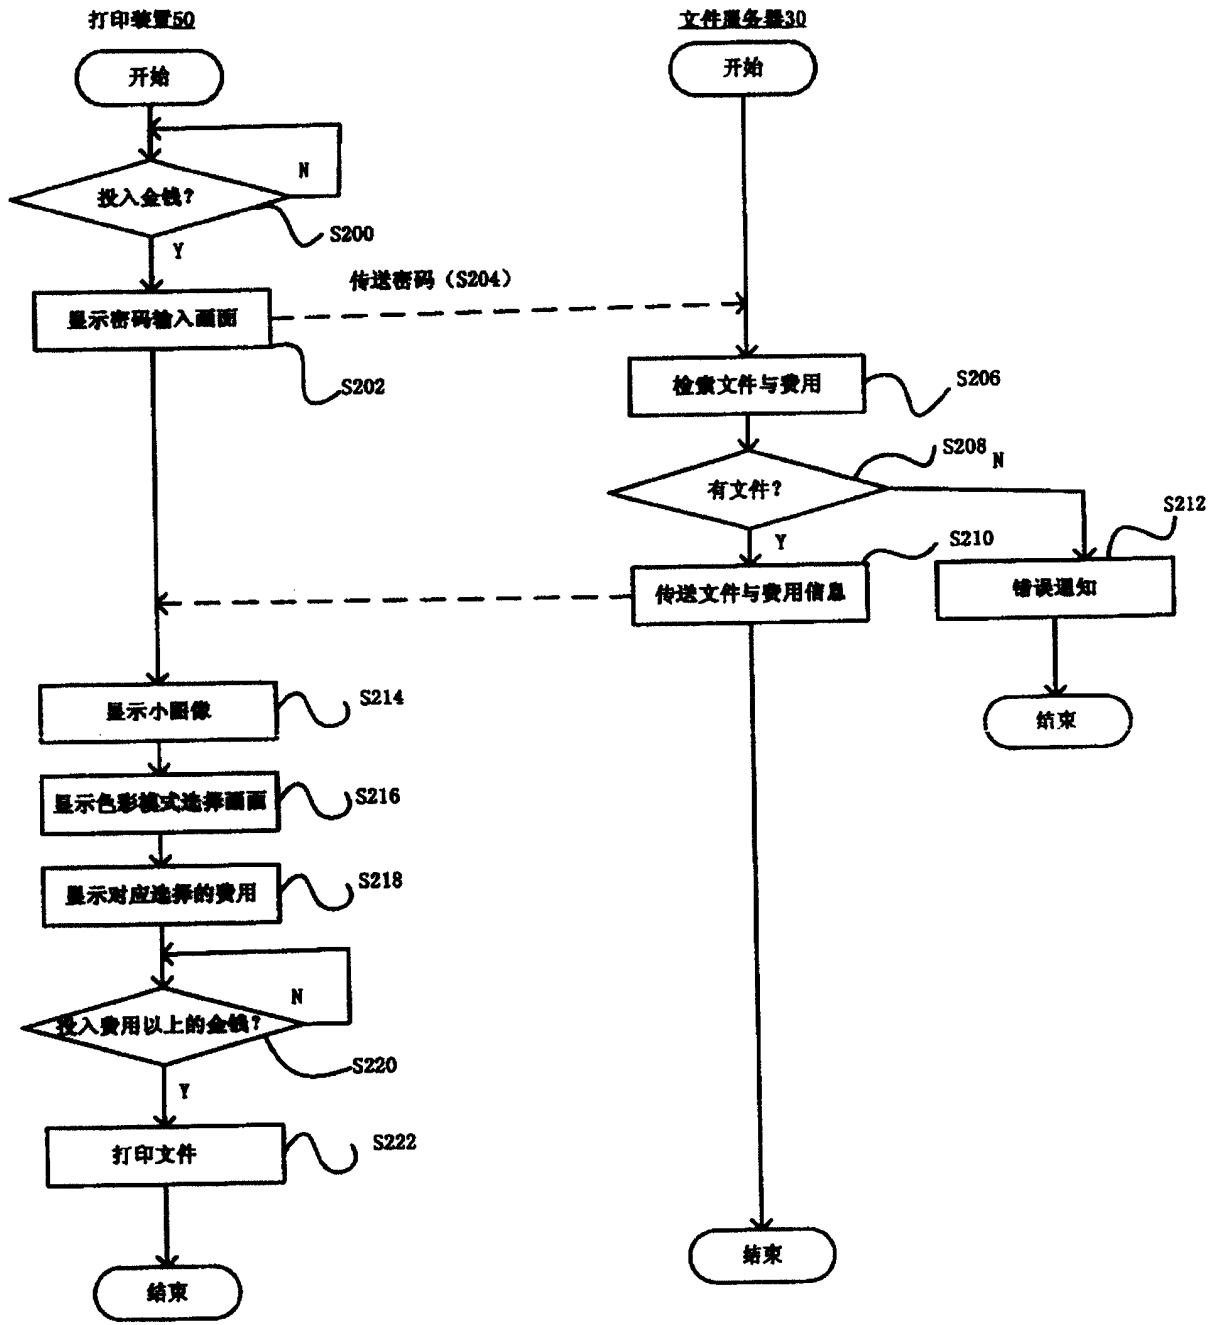 打印装置50
文件服务器30
开始
开始
N
投入金钱?
S200
Y
传送密码(S204)
显示密码输入画面
S202
检索文件与费用
S206
S208
N
有文件?
S212
Y
S210
传送文件与费用信息
错误通知
S214
显示小图像
结束
显示色彩模式选择画面
S216
显示对应选择的费用
S218
N
投入费用以上的金钱?
S220
Y
打印文件
S222
结束
结束